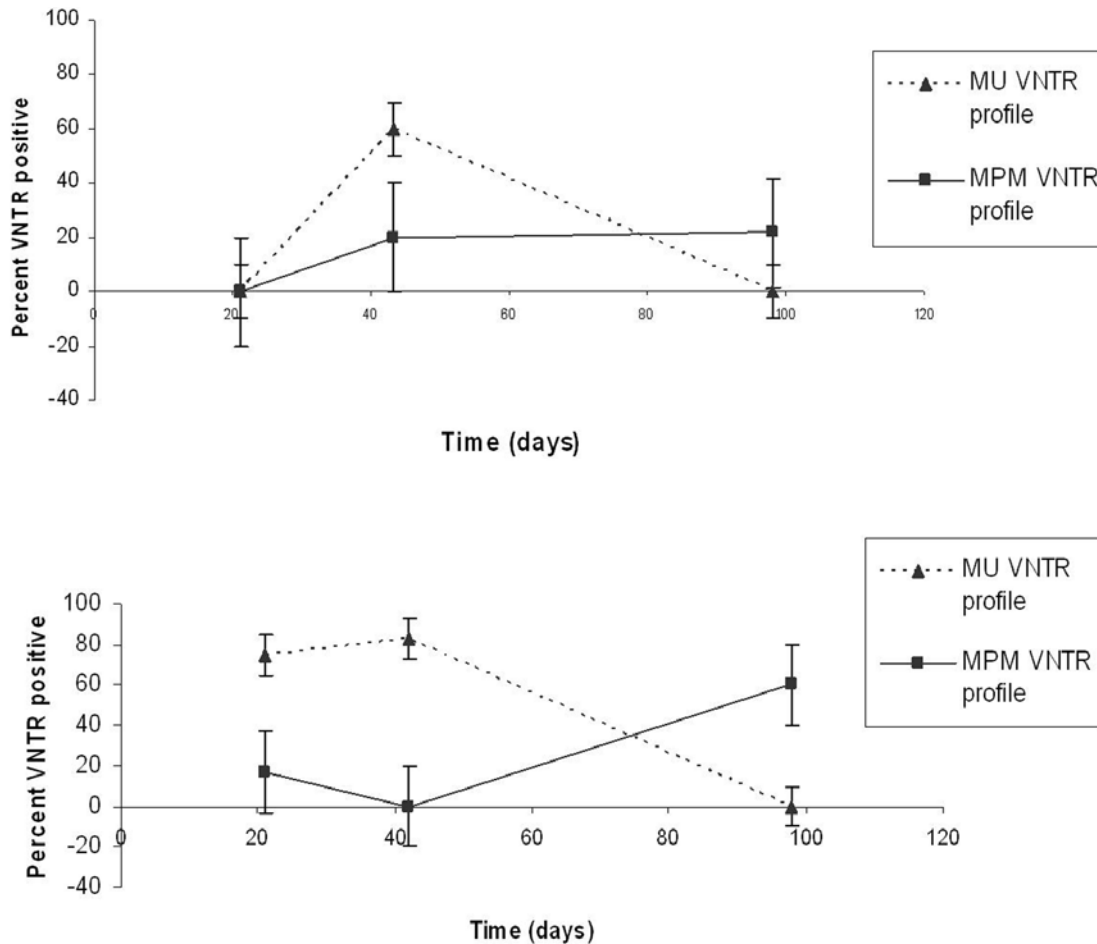 100
80
60
40
20
0
-20
-40
Percent VNTR positive
0 20 40 60 80 100 120
Time (days)
MU VNTR
profile
MPM VNTR
profile
100
80
60
40
20
0
-20
-40
Percent VNTR positive
0 20 40 60 80 100 120
Time (days)
MU VNTR
profile
MPM VNTR
profile